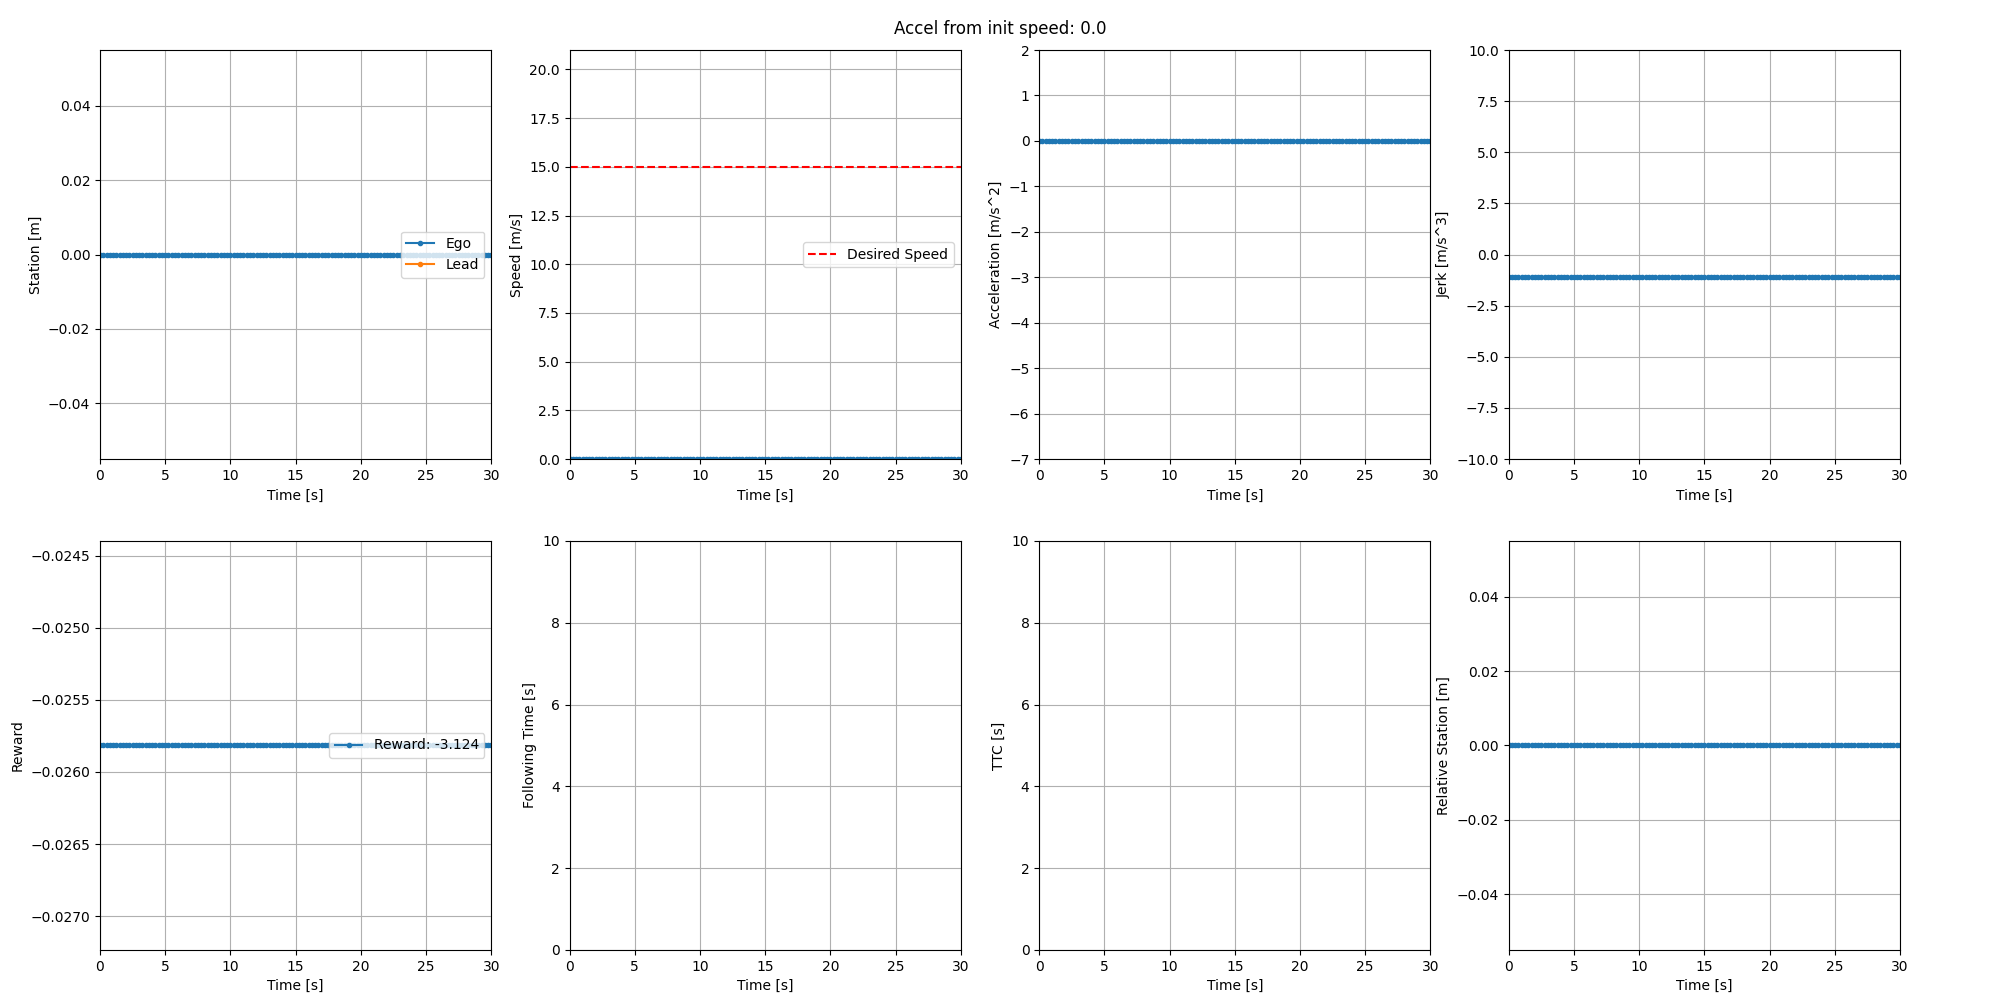 Accel from init speed: 0.0
Station [m]
0.04
0.02
0.00
−0.02
−0.04
Ego
Lead
0 5 10 15 20 25 30
Time [s]
Speed [m/s]
20.0
17.5
15.0
12.5
10.0
7.5
5.0
2.5
0.0
Desired Speed
0 5 10 15 20 25 30
Time [s]
Acceleration [m/s^2]
2
1
0
−1
−2
−3
−4
−5
−6
−7
0 5 10 15 20 25 30
Time [s]
Jerk [m/s^3]
10.0
7.5
5.0
2.5
0.0
−2.5
−5.0
−7.5
−10.0
0 5 10 15 20 25 30
Time [s]
Reward
−0.0245
−0.0250
−0.0255
−0.0260
−0.0265
−0.0270
Reward: -3.124
0 5 10 15 20 25 30
Time [s]
Following Time [s]
10
8
6
4
2
0
0 5 10 15 20 25 30
Time [s]
TTC [s]
10
8
6
4
2
0
0 5 10 15 20 25 30
Time [s]
Relative Station [m]
0.04
0.02
0.00
−0.02
−0.04
0 5 10 15 20 25 30
Time [s]